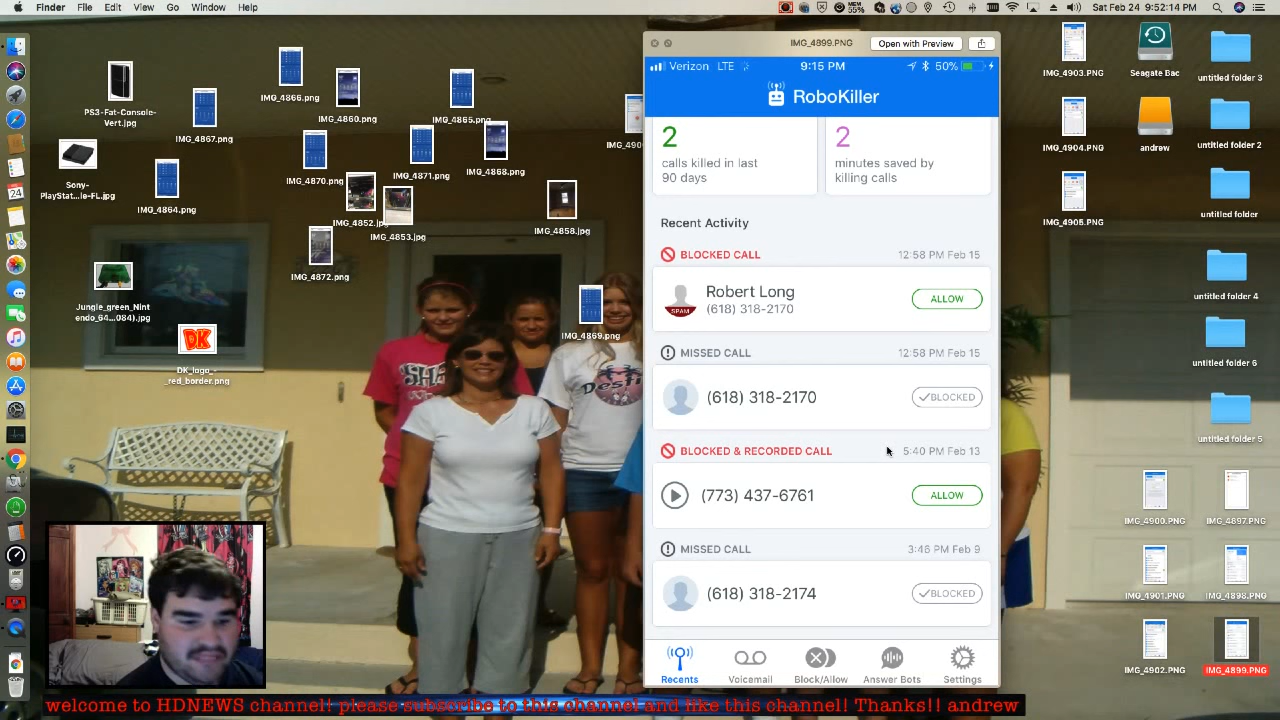 Finder File Edit View Go Window Help
IMG_4899.PNG
Open with Preview
Verizon LTE 9:15 PM 50%
RoboKiller
2
calls killed in last
90 days
2
minutes saved by
killing calls
Recent Activity
BLOCKED CALL 12:58 PM Feb 15
SPAM
Robert Long
(618) 318-2170
ALLOW
MISSED CALL 12:58 PM Feb 15
(618) 318-2170
BLOCKED
BLOCKED & RECORDED CALL 5:40 PM Feb 13
(773) 437-6761
ALLOW
MISSED CALL 3:46 PM Feb 9
(618) 318-2174
BLOCKED
Recents Voicemail Block/Allow Answer Bots Settings
PS3-Fat-Console-
Vert.jpg
IMG_4866.png
IMG_4860.png
IMG_4865.png
IMG_4867.png
Sony-
PlayStat...le-FL.jpg
IMG_4864.png
IMG_4870.png
IMG_4871.png
IMG_4868.png
IMG_4852.jpg
IMG_4853.jpg
IMG_4858.jpg
IMG_4872.png
Jungle_green_Nint
endo_64...084).jpg
IMG_4869.png
DK
DK_logo_-
_red_border.png
IMG_4903.PNG
Seagate Bac
untitled folder 3
IMG_4904.PNG
andrew
untitled folder 2
IMG_4905.PNG
untitled folder
untitled folder 4
untitled folder 6
untitled folder 5
IMG_4900.PNG
IMG_4897.PNG
IMG_4901.PNG
IMG_4898.PNG
IMG_4902.PNG
IMG_4899.PNG
welcome to HDNEWS channel! please subscribe to this channel and like this channel! Thanks!! andrew